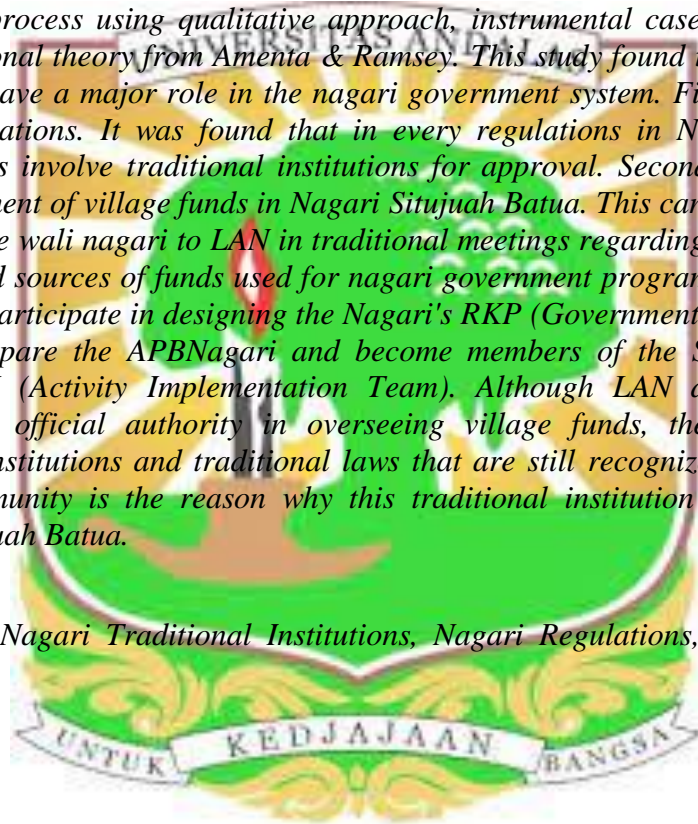 process using qualitative approach, instrumental case
onal theory from Amenta & Ramsey. This study found
UNIVERSITAS ANDALAS
ave a major role in the nagari government system. Fi
ations. It was found that in every regulations in N
s involve traditional institutions for approval. Second
ment of village funds in Nagari Situjuah Batua. This can
e wali nagari to LAN in traditional meetings regarding
d sources of funds used for nagari government program
articipate in designing the Nagari's RKP (Government
pare the APBNagari and become members of the S
(Activity Implementation Team). Although LAN
official authority in overseeing village funds, tha
nstitutions and traditional laws that are still recogniz
munity is the reason why this traditional institution
uah Batua.
Nagari Traditional Institutions, Nagari Regulations,
UNTUK KEDJAJAAN BANGSA